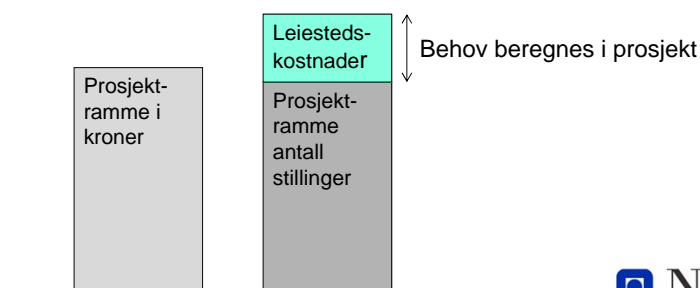 Leiesteds-
kostnader
Behov beregnes i prosjekt
Prosjekt-
ramme i
kroner
Prosjekt-
ramme
antall
stillinger